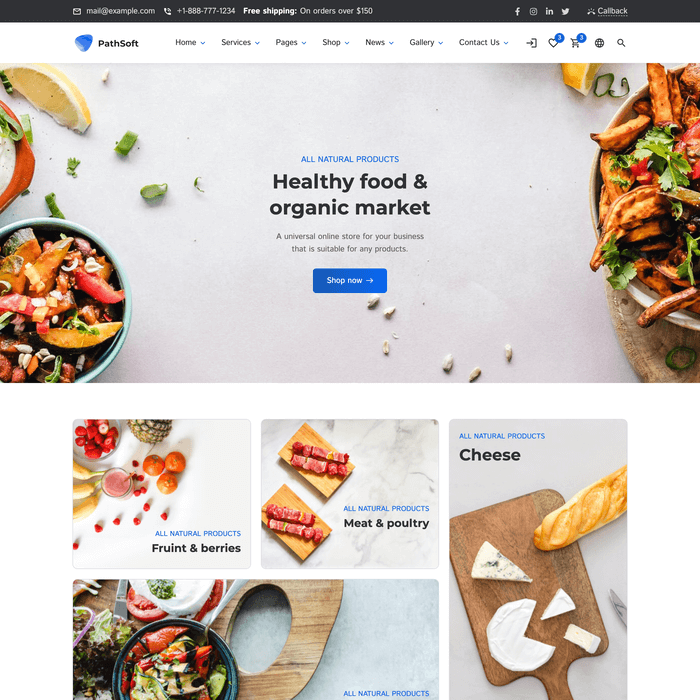 mail@example.com +1-888-777-1234 Free shipping: On orders over $150 Callback
PathSoft Home Services Pages Shop News Gallery Contact Us 3 3
ALL NATURAL PRODUCTS
Healthy food &
organic market
A universal online store for your business
that is suitable for any products.
Shop now
ALL NATURAL PRODUCTS
Fruint & berries
ALL NATURAL PRODUCTS
Meat & poultry
ALL NATURAL PRODUCTS
Cheese
ALL NATURAL PRODUCTS